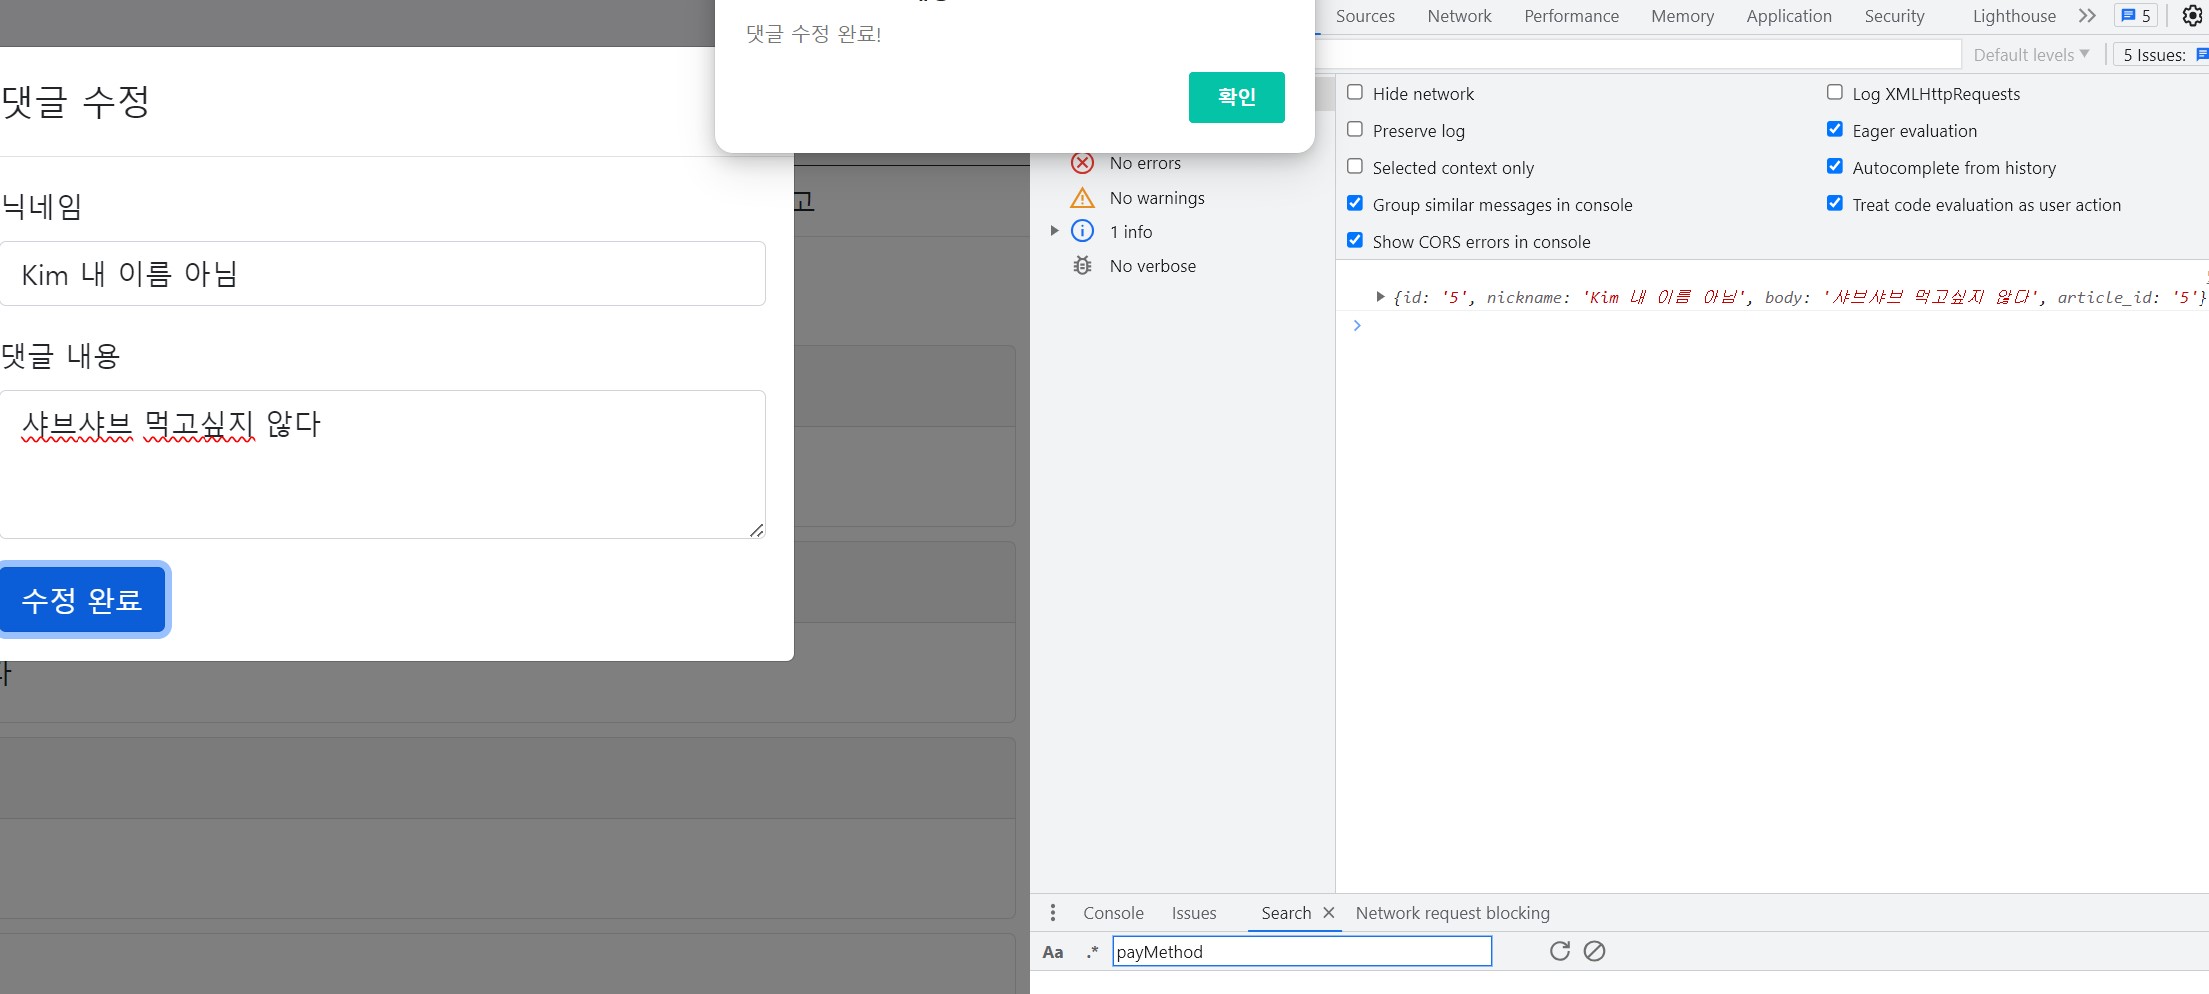 댓글 수정 완료!
확인
댓글 수정
닉네임
Kim 내 이름 아님
댓글 내용
샤브샤브 먹고싶지 않다
수정 완료
고
Sources Network Performance Memory Application Security Lighthouse 5
Default levels ▼ 5 Issues:
Hide network Log XMLHttpRequests
Preserve log Eager evaluation
Selected context only Autocomplete from history
Group similar messages in console Treat code evaluation as user action
Show CORS errors in console
No errors
No warnings
1 info
No verbose
{id: '5', nickname: 'Kim 내 이름 아님', body: '샤브샤브 먹고싶지 않다', article_id: '5'}
Console Issues Search Network request blocking
Aa .* payMethod